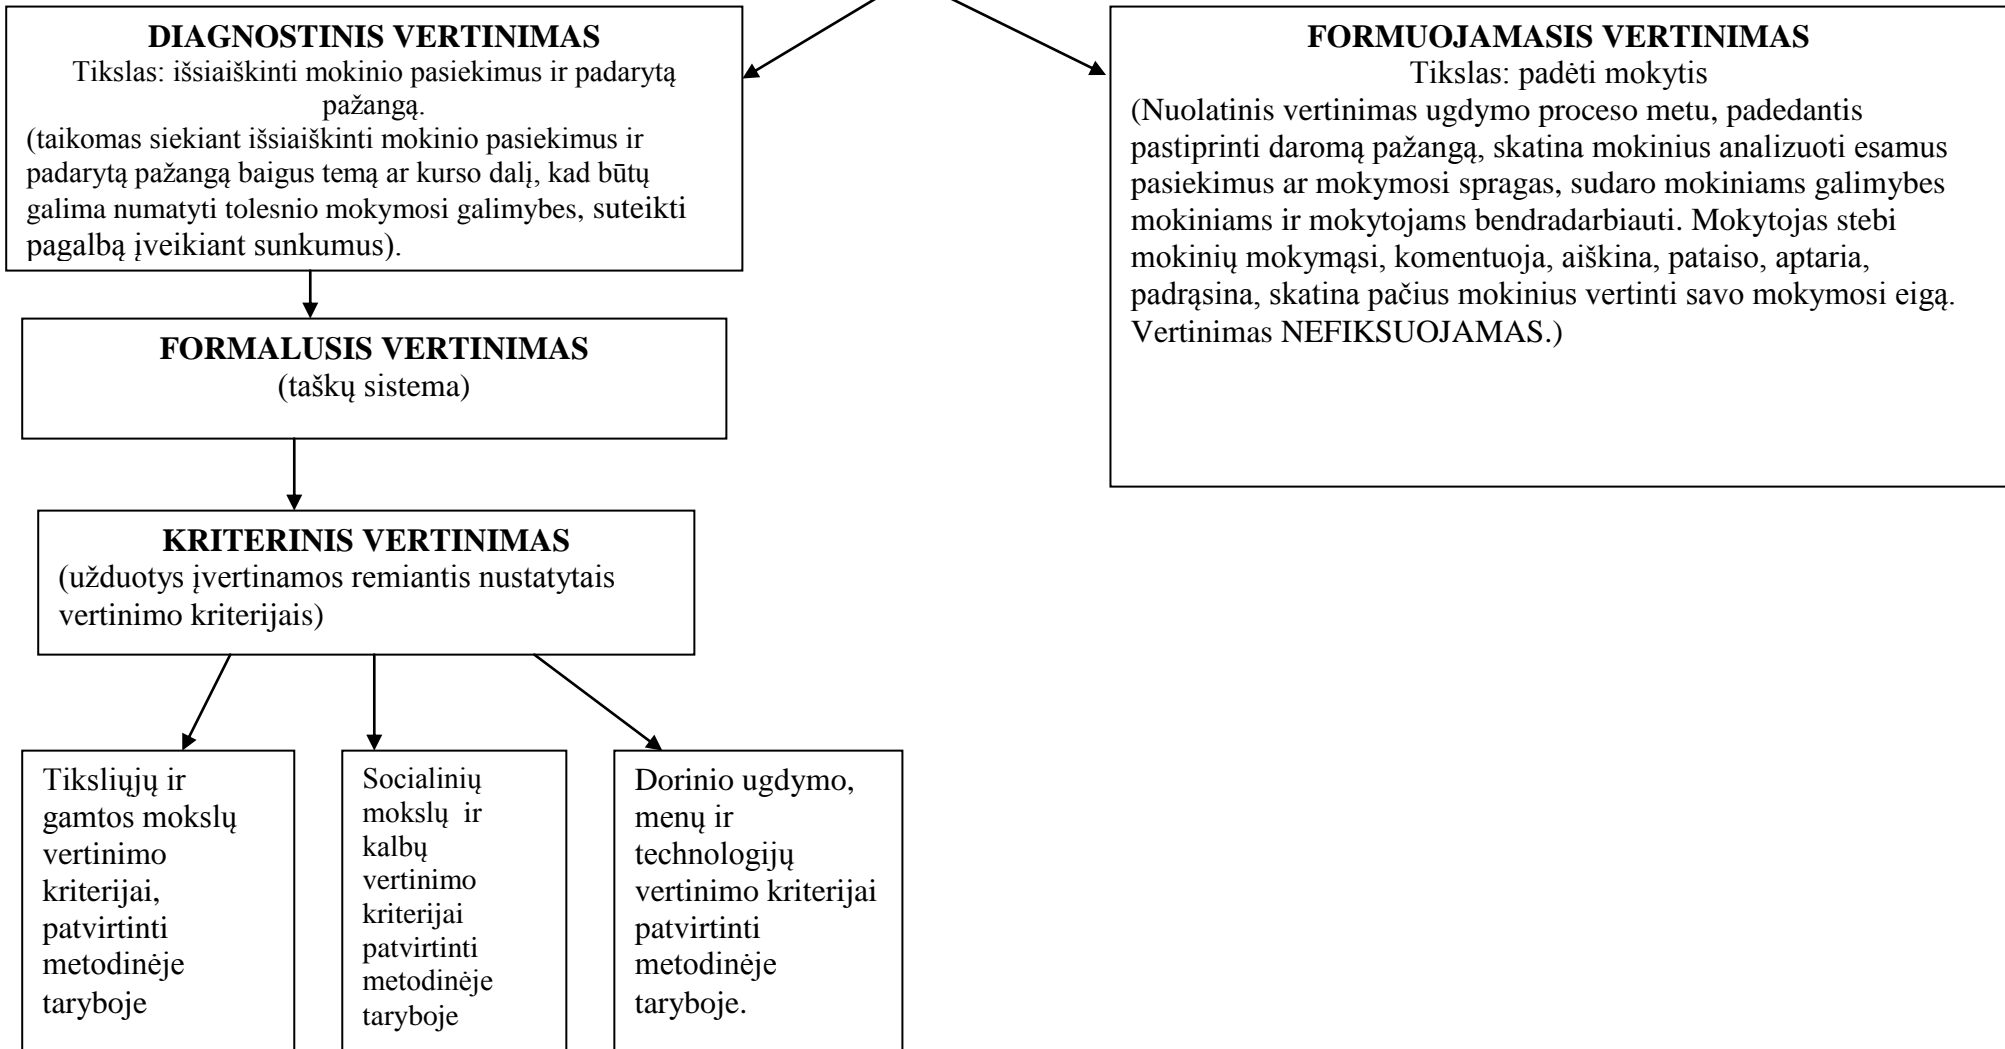 DIAGNOSTINIS VERTINIMAS
Tikslas: išsiaiškinti mokinio pasiekimus ir padarytą
pažangą.
(taikomas siekiant išsiaiškinti mokinio pasiekimus ir
padarytą pažangą baigus temą ar kurso dalį, kad būtų
galima numatyti tolesnio mokymosi galimybes, suteikti
pagalbą įveikiant sunkumus).
FORMUOJAMASIS VERTINIMAS
Tikslas: padėti mokytis
(Nuolatinis vertinimas ugdymo proceso metu, padedantis
pastiprinti daromą pažangą, skatina mokinius analizuoti esamus
pasiekimus ar mokymosi spragas, sudaro mokiniams galimybes
mokiniams ir mokytojams bendradarbiauti. Mokytojas stebi
mokinių mokymąsi, komentuoja, aiškina, pataiso, aptaria,
padrąsina, skatina pačius mokinius vertinti savo mokymosi eigą.
Vertinimas NEFIKSUOJAMAS.)
FORMALUSIS VERTINIMAS
(taškų sistema)
KRITERINIS VERTINIMAS
(užduotys įvertinamos remiantis nustatytais
vertinimo kriterijais)
Tiksliųjų ir
gamtos mokslų
vertinimo
kriterijai,
patvirtinti
metodinėje
taryboje
Socialinių
mokslų ir
kalbų
vertinimo
kriterijai
patvirtinti
metodinėje
taryboje
Dorinio ugdymo,
menų ir
technologijų
vertinimo kriterijai
patvirtinti
metodinėje
taryboje.